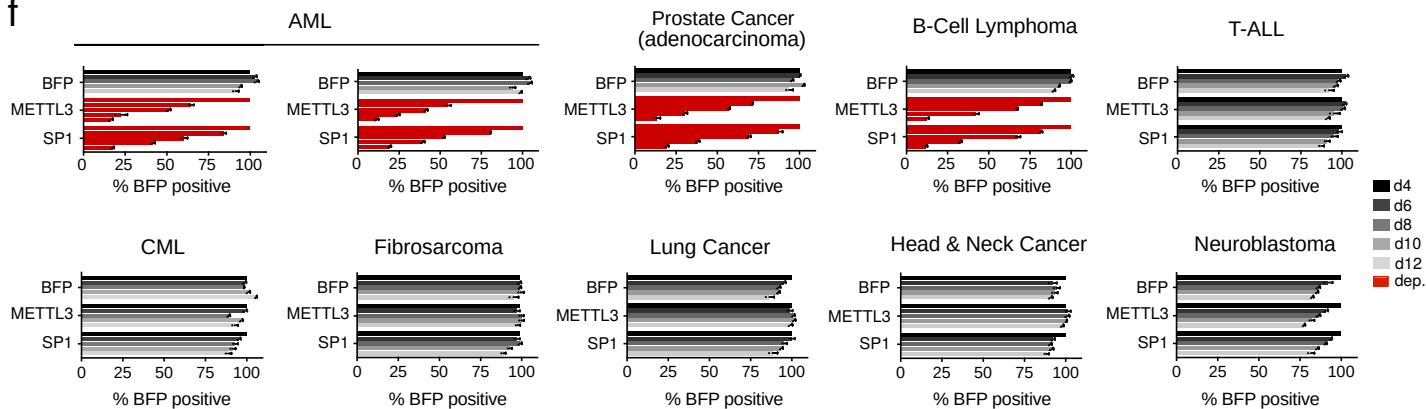 f
AML
Prostate Cancer
(adenocarcinoma)
B-Cell Lymphoma
T-ALL
BFP
METTL3
SP1
0 25 50 75 100
% BFP positive
BFP
METTL3
SP1
0 25 50 75 100
% BFP positive
BFP
METTL3
SP1
0 25 50 75 100
% BFP positive
BFP
METTL3
SP1
0 25 50 75 100
% BFP positive
BFP
METTL3
SP1
0 25 50 75 100
% BFP positive
d4
d6
d8
d10
d12
dep.
CML
Fibrosarcoma
Lung Cancer
Head & Neck Cancer
Neuroblastoma
BFP
METTL3
SP1
0 25 50 75 100
% BFP positive
BFP
METTL3
SP1
0 25 50 75 100
% BFP positive
BFP
METTL3
SP1
0 25 50 75 100
% BFP positive
BFP
METTL3
SP1
0 25 50 75 100
% BFP positive
BFP
METTL3
SP1
0 25 50 75 100
% BFP positive